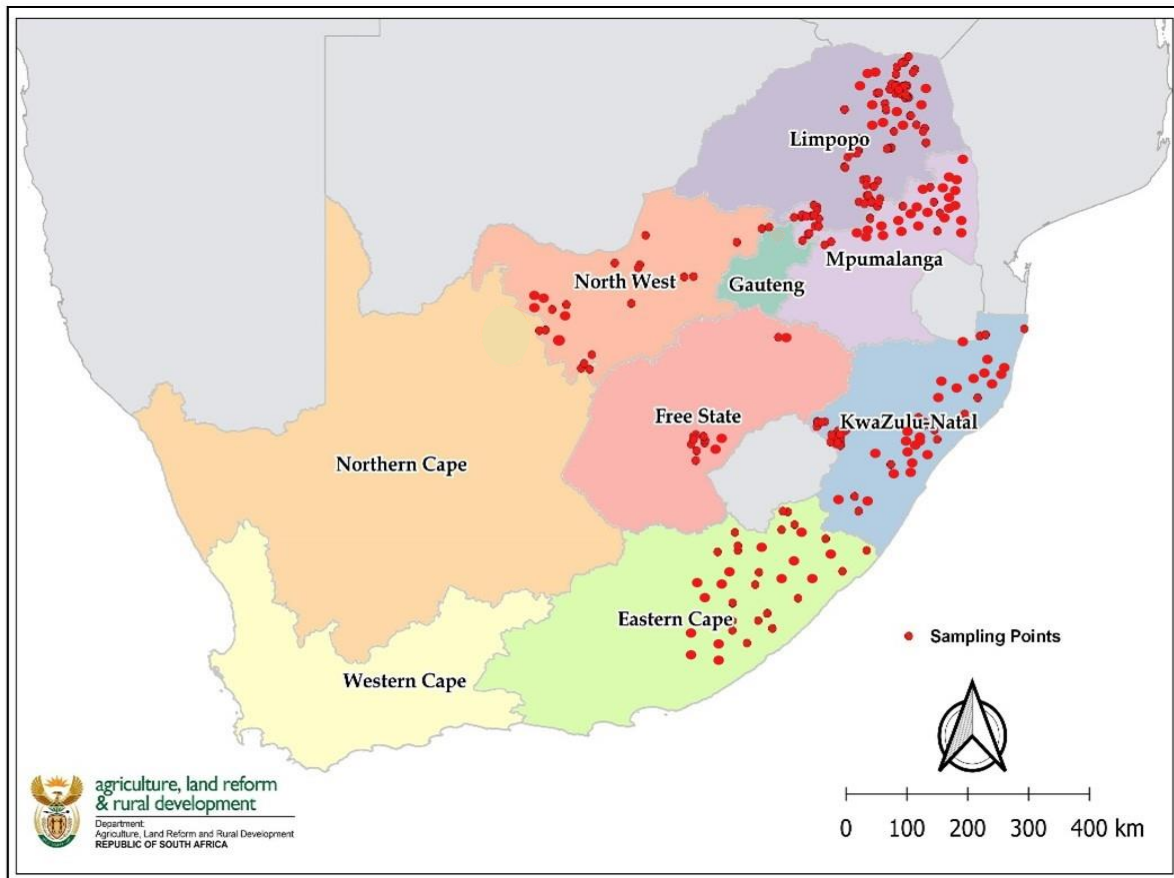 Limpopo
Mpumalanga
North West
Gauteng
Free State
KwaZulu-Natal
Northern Cape
Eastern Cape
Sampling Points
Western Cape
agriculture, land reform
& rural development
Department:
Agriculture, Land Reform and Rural Development
REPUBLIC OF SOUTH AFRICA
0 100 200 300 400 km